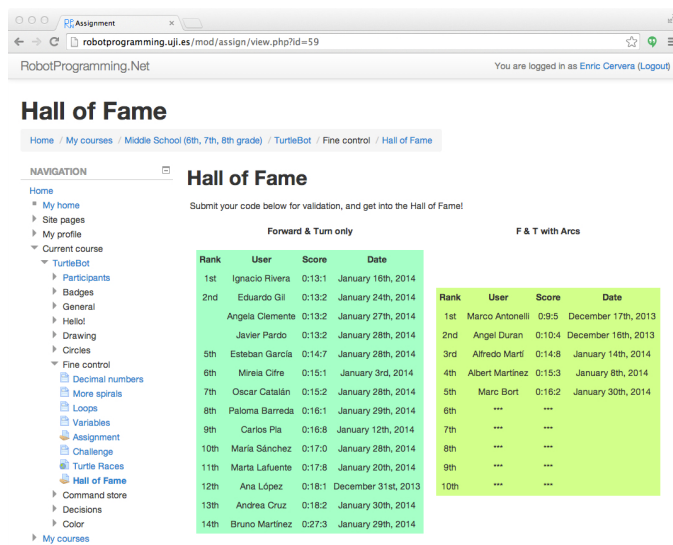 Assignment
robotprogramming.uji.es/mod/assign/view.php?id=59
RobotProgramming.Net
You are logged in as Enric Cervera (Logout)
Hall of Fame
Home / My courses / Middle School (6th, 7th, 8th grade) / TurtleBot / Fine control / Hall of Fame
NAVIGATION
Home
My home
Site pages
My profile
Current course
TurtleBot
Participants
Badges
General
Hello!
Drawing
Circles
Fine control
Decimal numbers
More spirals
Loops
Variables
Assignment
Challenge
Turtle Races
Hall of Fame
Command store
Decisions
Color
My courses
Hall of Fame
Submit your code below for validation, and get into the Hall of Fame!
Forward & Turn only
Rank User Score Date
1st Ignacio Rivera 0:13:1 January 16th, 2014
2nd Eduardo Gil 0:13:2 January 24th, 2014
Angela Clemente 0:13:2 January 27th, 2014
Javier Pardo 0:13:2 January 28th, 2014
5th Esteban García 0:14:7 January 28th, 2014
6th Mireia Cifre 0:15:1 January 3rd, 2014
7th Oscar Catalán 0:15:2 January 28th, 2014
8th Paloma Barreda 0:16:1 January 29th, 2014
9th Carlos Pla 0:16:8 January 12th, 2014
10th María Sánchez 0:17:0 January 28th, 2014
11th Marta Lafuente 0:17:8 January 20th, 2014
12th Ana López 0:18:1 December 31st, 2013
13th Andrea Cruz 0:18:2 January 30th, 2014
14th Bruno Martínez 0:27:3 January 29th, 2014
F & T with Arcs
Rank User Score Date
1st Marco Antonelli 0:9:5 December 17th, 2013
2nd Angel Duran 0:10:4 December 16th, 2013
3rd Alfredo Martí 0:14:8 January 14th, 2014
4th Albert Martínez 0:15:3 January 8th, 2014
5th Marc Bort 0:16:2 January 30th, 2014
6th *** ***
7th *** ***
8th *** ***
9th *** ***
10th *** ***